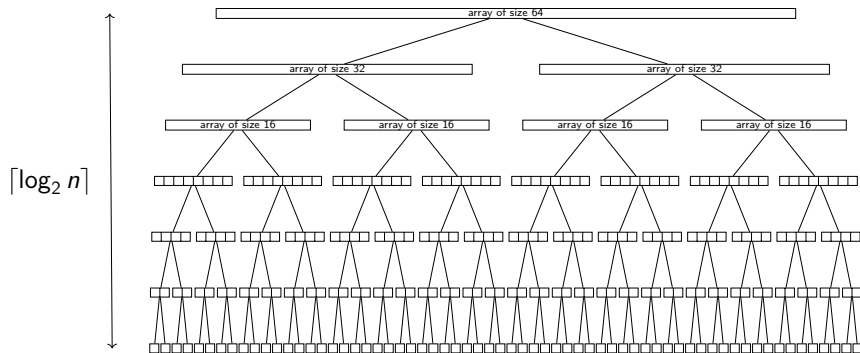 array of size 64
array of size 32
array of size 32
array of size 16
array of size 16
array of size 16
array of size 16
⌈log₂ n⌉